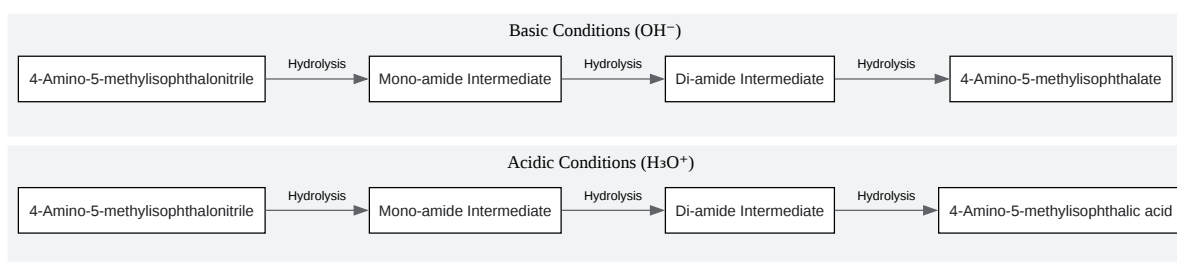 Basic Conditions (OH⁻)
Hydrolysis Hydrolysis Hydrolysis
4-Amino-5-methylisophthalonitrile Mono-amide Intermediate Di-amide Intermediate 4-Amino-5-methylisophthalate
Acidic Conditions (H₃O⁺)
Hydrolysis Hydrolysis Hydrolysis
4-Amino-5-methylisophthalonitrile Mono-amide Intermediate Di-amide Intermediate 4-Amino-5-methylisophthalic acid